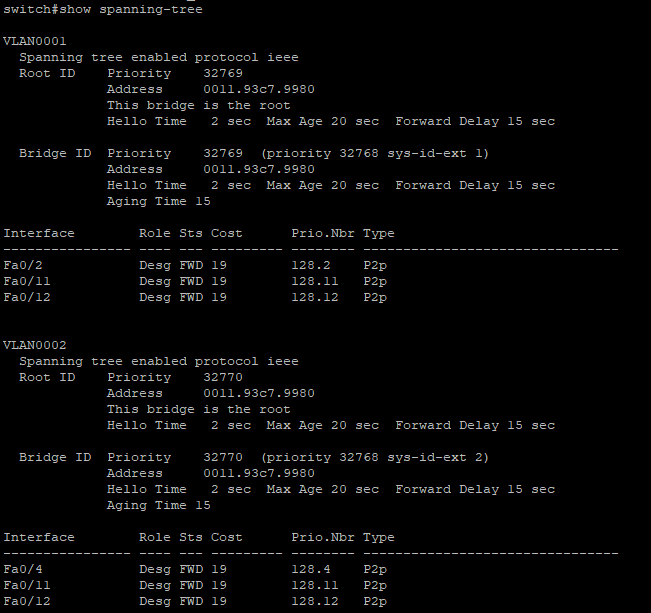 switch#show spanning-tree
VLAN0001
  Spanning tree enabled protocol ieee
  Root ID    Priority    32769
             Address     0011.93c7.9980
             This bridge is the root
             Hello Time   2 sec  Max Age 20 sec  Forward Delay 15 sec
  Bridge ID  Priority    32769  (priority 32768 sys-id-ext 1)
             Address     0011.93c7.9980
             Hello Time   2 sec  Max Age 20 sec  Forward Delay 15 sec
             Aging Time 15
Interface        Role Sts Cost      Prio.Nbr Type
---------------- ---- --- --------- -------- --------------------------------
Fa0/2            Desg FWD 19        128.2    P2p
Fa0/11           Desg FWD 19        128.11   P2p
Fa0/12           Desg FWD 19        128.12   P2p
VLAN0002
  Spanning tree enabled protocol ieee
  Root ID    Priority    32770
             Address     0011.93c7.9980
             This bridge is the root
             Hello Time   2 sec  Max Age 20 sec  Forward Delay 15 sec
  Bridge ID  Priority    32770  (priority 32768 sys-id-ext 2)
             Address     0011.93c7.9980
             Hello Time   2 sec  Max Age 20 sec  Forward Delay 15 sec
             Aging Time 15
Interface        Role Sts Cost      Prio.Nbr Type
---------------- ---- --- --------- -------- --------------------------------
Fa0/4            Desg FWD 19        128.4    P2p
Fa0/11           Desg FWD 19        128.11   P2p
Fa0/12           Desg FWD 19        128.12   P2p